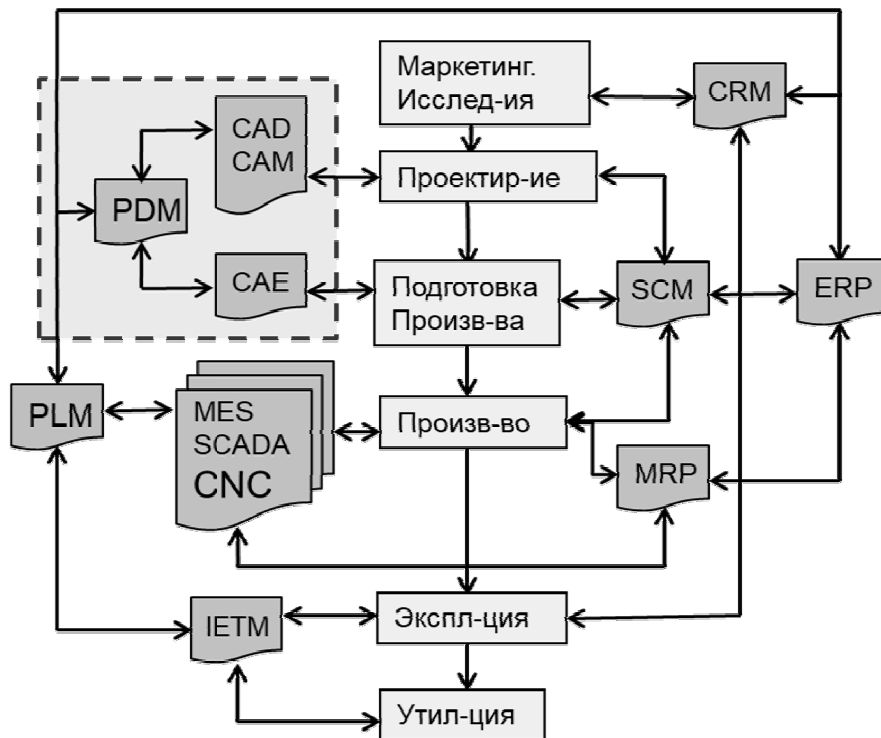 Маркетинг.
Исслед-ия
CRM
CAD
CAM
Проектир-ие
PDM
CAE
Подготовка
Произв-ва
SCM
ERP
PLM
MES
SCADA
CNC
Произв-во
MRP
IETM
Экспл-ция
Утил-ция